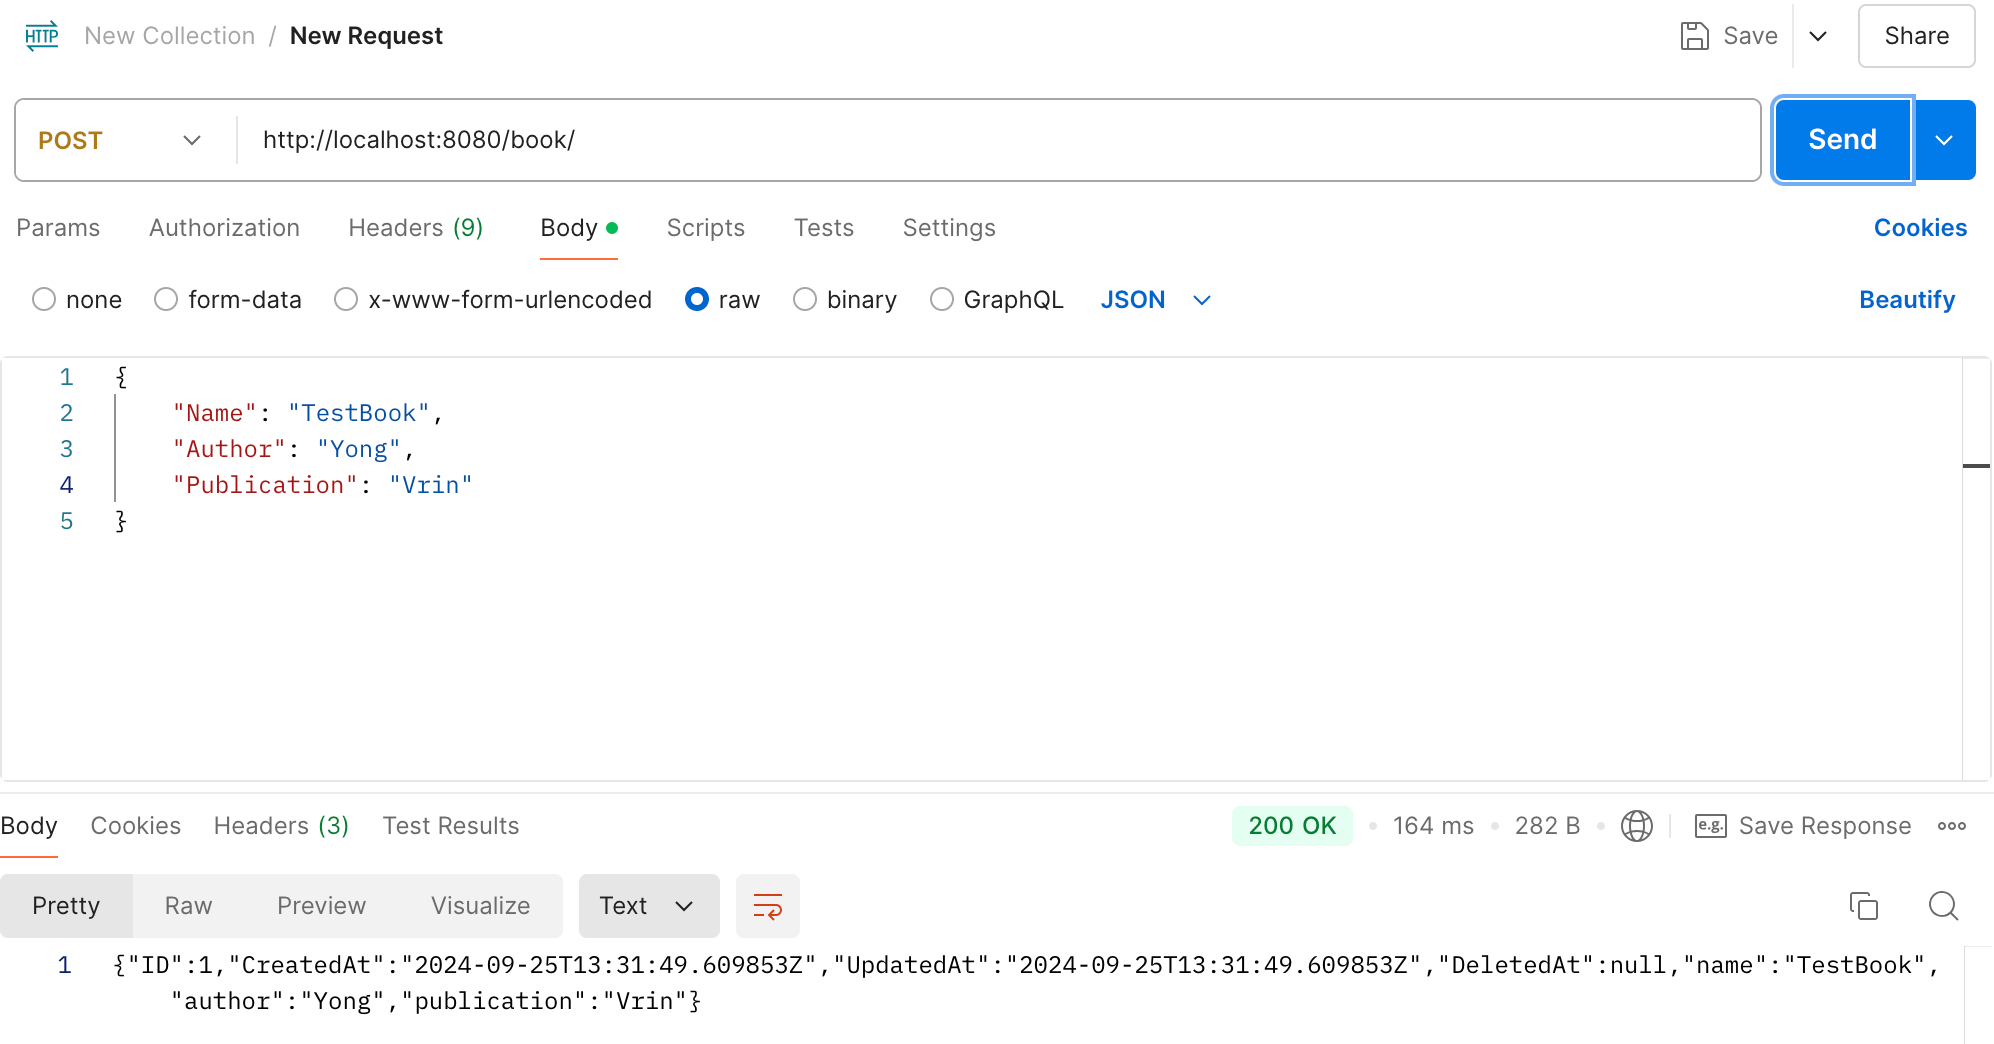 HTTP New Collection / New Request Save Share
POST http://localhost:8080/book/ Send
Params Authorization Headers (9) Body Scripts Tests Settings Cookies
none form-data x-www-form-urlencoded raw binary GraphQL JSON Beautify
1 {
2 "Name": "TestBook",
3 "Author": "Yong",
4 "Publication": "Vrin"
5 }
Body Cookies Headers (3) Test Results 200 OK • 164 ms • 282 B • e.g. Save Response
Pretty Raw Preview Visualize Text
1 {"ID":1,"CreatedAt":"2024-09-25T13:31:49.609853Z","UpdatedAt":"2024-09-25T13:31:49.609853Z","DeletedAt":null,"name":"TestBook",
"author":"Yong","publication":"Vrin"}